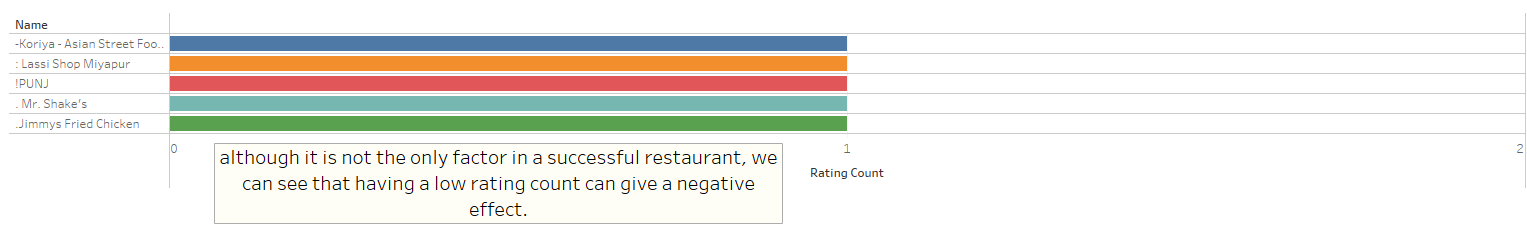 Name
-Koriya - Asian Street Foo..
: Lassi Shop Miyapur
!PUNJ
. Mr. Shake's
.Jimmys Fried Chicken
0 1 2
Rating Count
although it is not the only factor in a successful restaurant, we
can see that having a low rating count can give a negative
effect.